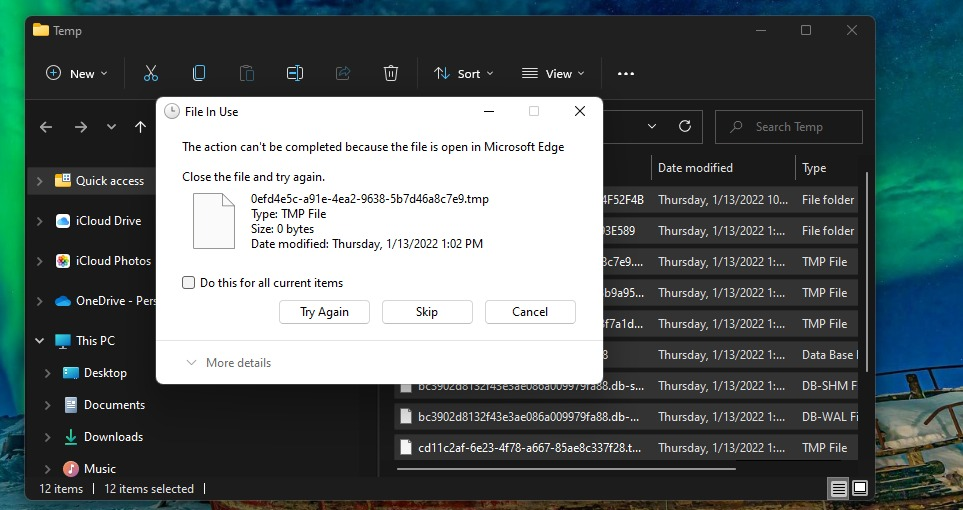 Temp
New
Sort
View
Search Temp
File In Use
The action can't be completed because the file is open in Microsoft Edge
Close the file and try again.
0efd4e5c-a91e-4ea2-9638-5b7d46a8c7e9.tmp
Type: TMP File
Size: 0 bytes
Date modified: Thursday, 1/13/2022 1:02 PM
Do this for all current items
Try Again
Skip
Cancel
More details
Quick access
iCloud Drive
iCloud Photos
OneDrive - Pers
This PC
Desktop
Documents
Downloads
Music
Date modified Type
4F52F4B Thursday, 1/13/2022 10... File folder
03E589 Thursday, 1/13/2022 1:... File folder
8c7e9.... Thursday, 1/13/2022 1:... TMP File
b9a95... Thursday, 1/13/2022 1:... TMP File
8f7a1d... Thursday, 1/13/2022 1:... TMP File
8 Thursday, 1/13/2022 1:... Data Base
bc3902d8132f43e3ae086a009979fa88.db-s... Thursday, 1/13/2022 1:... DB-SHM F
bc3902d8132f43e3ae086a009979fa88.db-... Thursday, 1/13/2022 1:... DB-WAL Fi
cd11c2af-6e23-4f78-a667-85ae8c337f28.t... Thursday, 1/13/2022 1:... TMP File
12 items
12 items selected